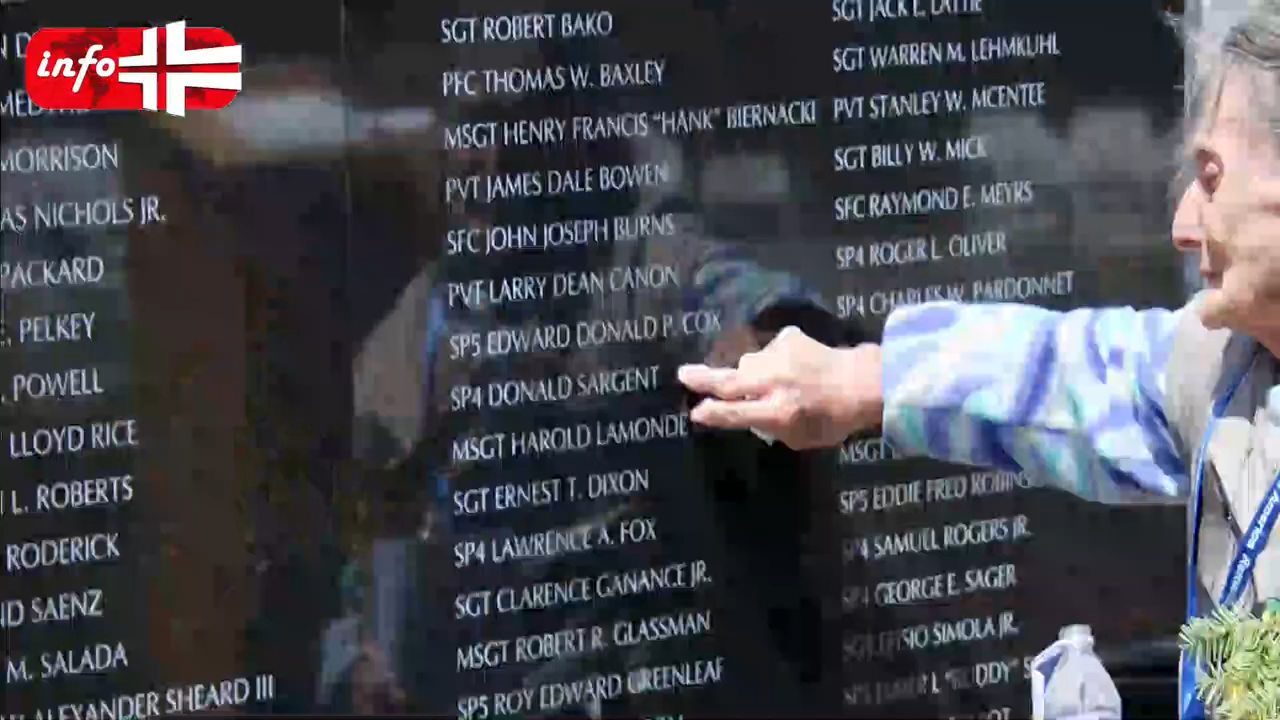 info
MORRISON
AS NICHOLS JR.
PACKARD
PELKEY
POWELL
LLOYD RICE
L. ROBERTS
RODERICK
SAENZ
M. SALADA
ALEXANDER SHEARD III
SGT ROBERT BAKO
PFC THOMAS W. BAXLEY
MSGT HENRY FRANCIS "HANK" BIERNACKI
PVT JAMES DALE BOWEN
SFC JOHN JOSEPH BURNS
PVT LARRY DEAN CANON
SP5 EDWARD DONALD P. COX
SP4 DONALD SARGENT
MSGT HAROLD LAMONDE
SGT ERNEST T. DIXON
SP4 LAWRENCE A. FOX
SGT CLARENCE GANANCE JR.
MSGT ROBERT R. GLASSMAN
SP5 ROY EDWARD GREENLEAF
SGT JACK L.
SGT WARREN M. LEHMKUHL
PVT STANLEY W. MCENTEE
SGT BILLY W. MICK
SFC RAYMOND E. MEYRS
SP4 ROGER L. OLIVER
SP4 CHARLES W. PARDONNET
MSGT
SP5 EDDIE FRED
SP4 SAMUEL ROGERS JR.
SP4 GEORGE E. SAGER
SIMOLA JR.